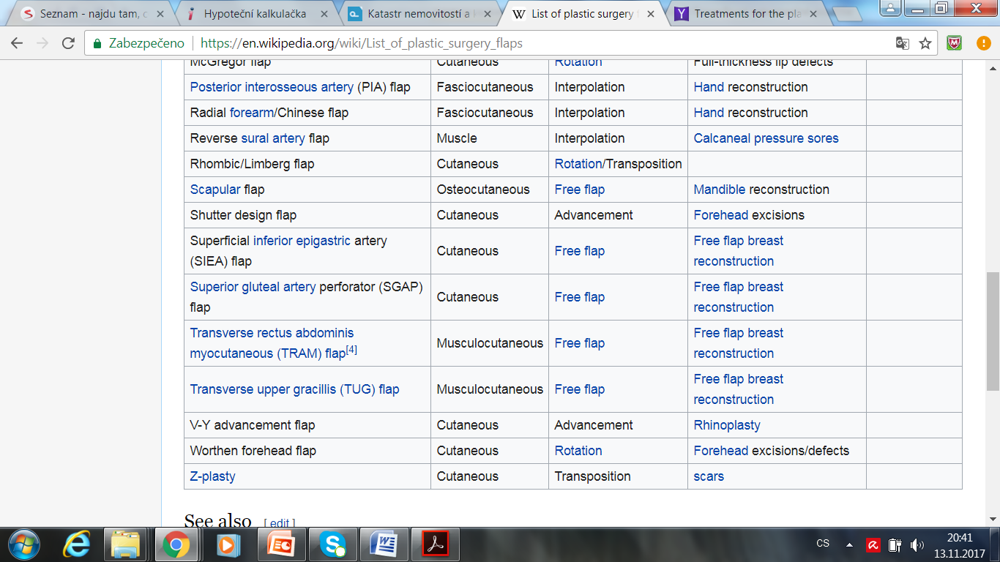 Seznam - najdu tam, c
Hypoteční kalkulačka
Katastr nemovitostí a k
List of plastic surgery f
Treatments for the pla
Zabezpečeno https://en.wikipedia.org/wiki/List_of_plastic_surgery_flaps
McGregor flap Cutaneous Rotation Full-thickness lip defects
Posterior interosseous artery (PIA) flap Fasciocutaneous Interpolation Hand reconstruction
Radial forearm/Chinese flap Fasciocutaneous Interpolation Hand reconstruction
Reverse sural artery flap Muscle Interpolation Calcaneal pressure sores
Rhombic/Limberg flap Cutaneous Rotation/Transposition
Scapular flap Osteocutaneous Free flap Mandible reconstruction
Shutter design flap Cutaneous Advancement Forehead excisions
Superficial inferior epigastric artery
(SIEA) flap
Cutaneous
Free flap
Free flap breast
reconstruction
Superior gluteal artery perforator (SGAP)
flap
Cutaneous
Free flap
Free flap breast
reconstruction
Transverse rectus abdominis
myocutaneous (TRAM) flap[4]
Musculocutaneous
Free flap
Free flap breast
reconstruction
Transverse upper gracillis (TUG) flap
Musculocutaneous
Free flap
Free flap breast
reconstruction
V-Y advancement flap Cutaneous Advancement Rhinoplasty
Worthen forehead flap Cutaneous Rotation Forehead excisions/defects
Z-plasty Cutaneous Transposition scars
See also [ edit ]
CS
20:41
13.11.2017